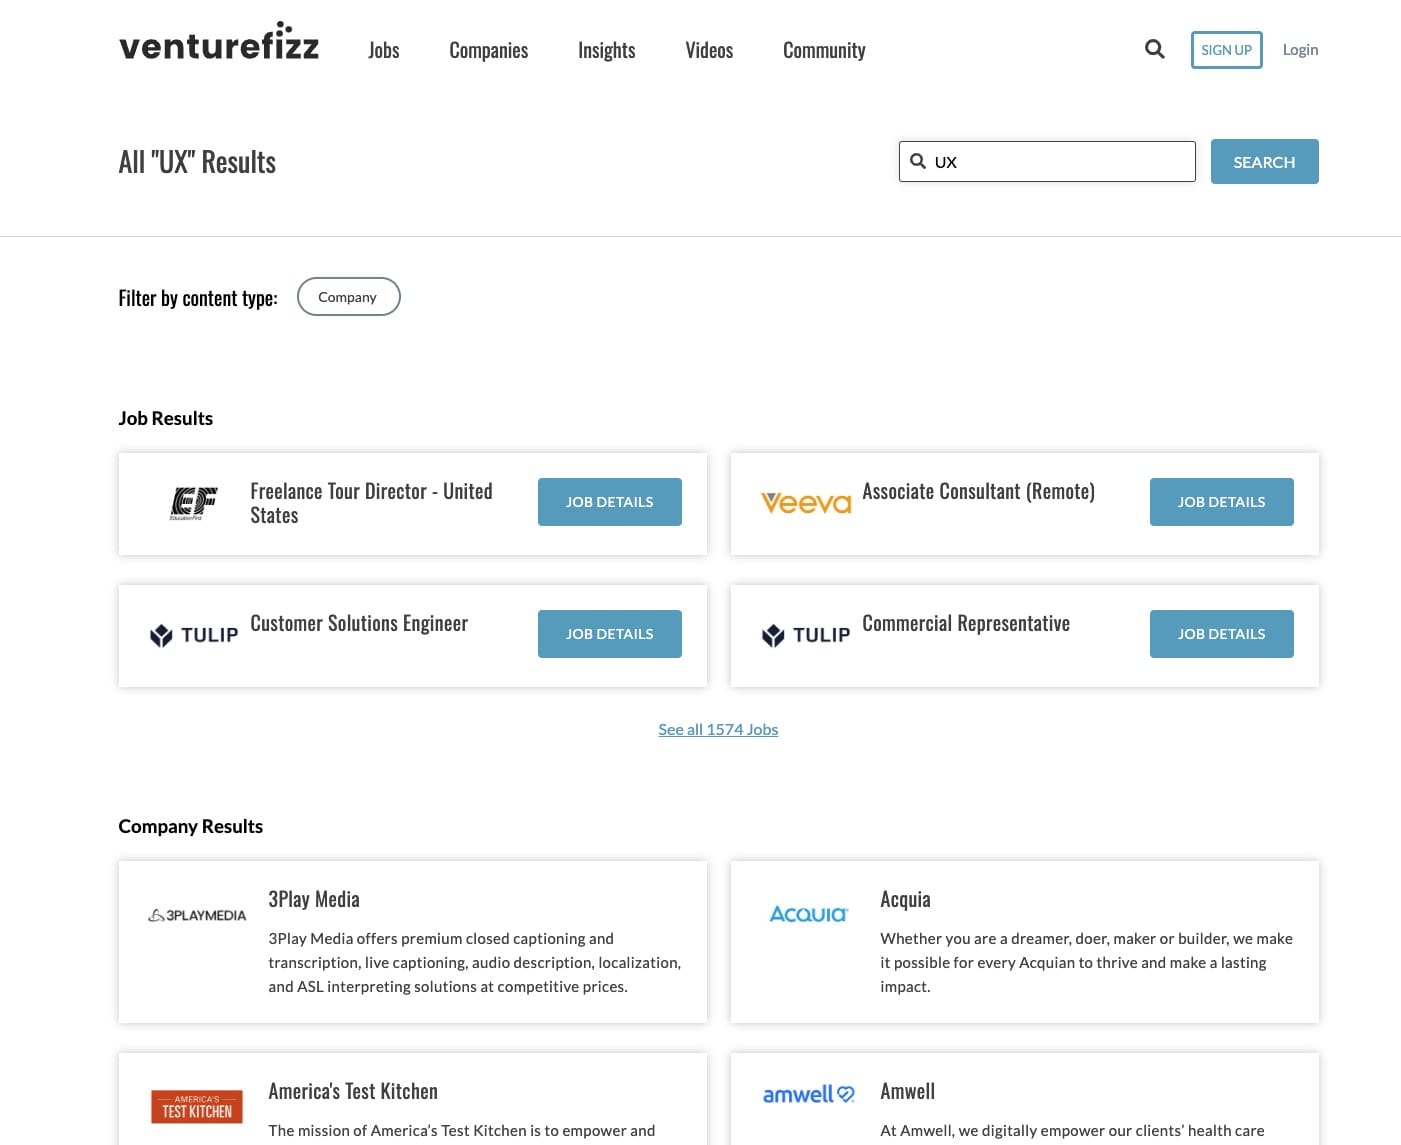 venturefizz
Jobs
Companies
Insights
Videos
Community
SIGN UP
Login
All "UX" Results
UX
SEARCH
Filter by content type:
Company
Job Results
EF
Education First
Freelance Tour Director - United
States
JOB DETAILS
Veeva
Associate Consultant (Remote)
JOB DETAILS
TULIP
Customer Solutions Engineer
JOB DETAILS
TULIP
Commercial Representative
JOB DETAILS
See all 1574 Jobs
Company Results
3PLAYMEDIA
3Play Media
3Play Media offers premium closed captioning and
transcription, live captioning, audio description, localization,
and ASL interpreting solutions at competitive prices.
ACQUIA
Acquia
Whether you are a dreamer, doer, maker or builder, we make
it possible for every Acquian to thrive and make a lasting
impact.
AMERICA'S
TEST KITCHEN
America's Test Kitchen
The mission of America’s Test Kitchen is to empower and
amwell
Amwell
At Amwell, we digitally empower our clients’ health care